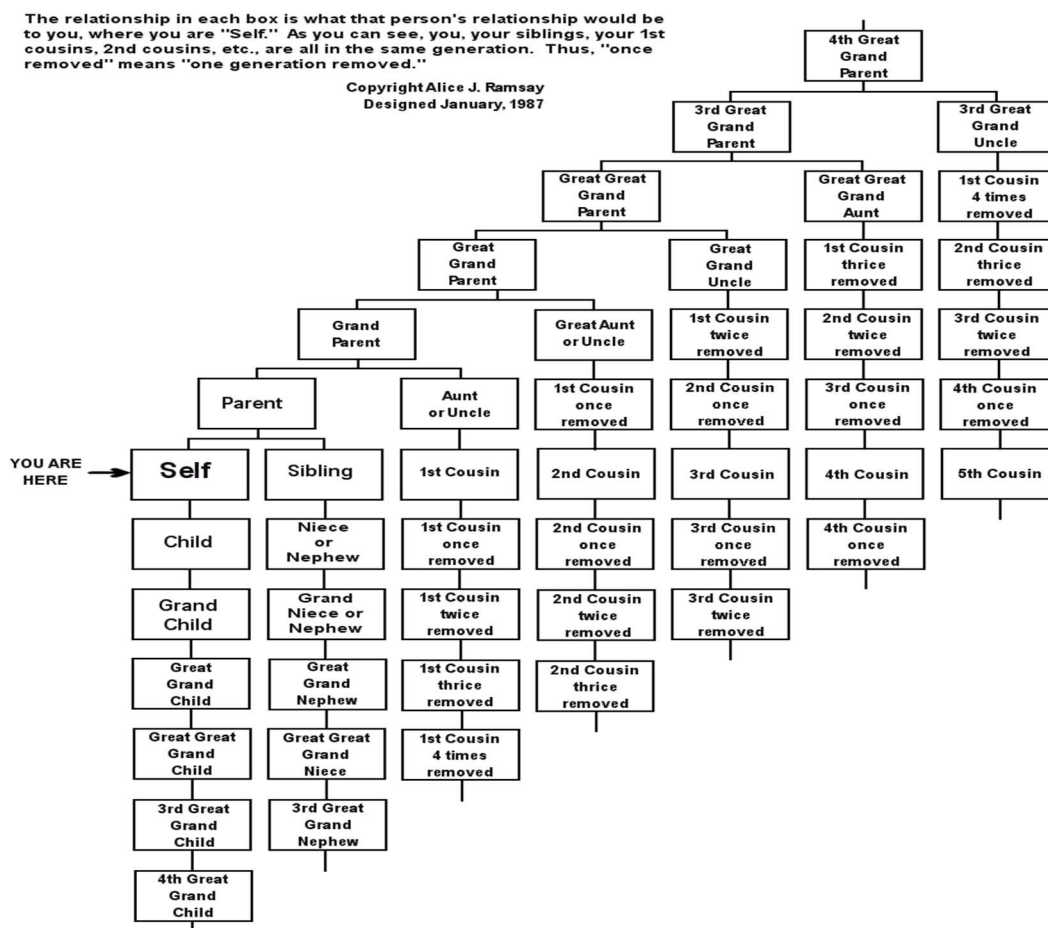 The relationship in each box is what that person's relationship would be
to you, where you are "Self." As you can see, you, your siblings, your 1st
cousins, 2nd cousins, etc., are all in the same generation. Thus, "once
removed" means "one generation removed."
Copyright Alice J. Ramsay
Designed January, 1987
4th Great
Grand
Parent
3rd Great
Grand
Parent
3rd Great
Grand
Uncle
Great Great
Grand
Parent
Great Great
Grand
Aunt
1st Cousin
4 times
removed
Great
Grand
Parent
Great
Grand
Uncle
1st Cousin
thrice
removed
2nd Cousin
thrice
removed
Grand
Parent
Great Aunt
or Uncle
1st Cousin
twice
removed
2nd Cousin
twice
removed
3rd Cousin
twice
removed
Parent
Aunt
or Uncle
1st Cousin
once
removed
2nd Cousin
once
removed
3rd Cousin
once
removed
4th Cousin
once
removed
YOU ARE
HERE
Self
Sibling
1st Cousin
2nd Cousin
3rd Cousin
4th Cousin
5th Cousin
Child
Niece
or
Nephew
1st Cousin
once
removed
2nd Cousin
once
removed
3rd Cousin
once
removed
4th Cousin
once
removed
Grand
Child
Grand
Niece or
Nephew
1st Cousin
twice
removed
2nd Cousin
twice
removed
3rd Cousin
twice
removed
Great
Grand
Child
Great
Grand
Nephew
1st Cousin
thrice
removed
2nd Cousin
thrice
removed
Great Great
Grand
Child
Great Great
Grand
Niece
1st Cousin
4 times
removed
3rd Great
Grand
Child
3rd Great
Grand
Nephew
4th Great
Grand
Child